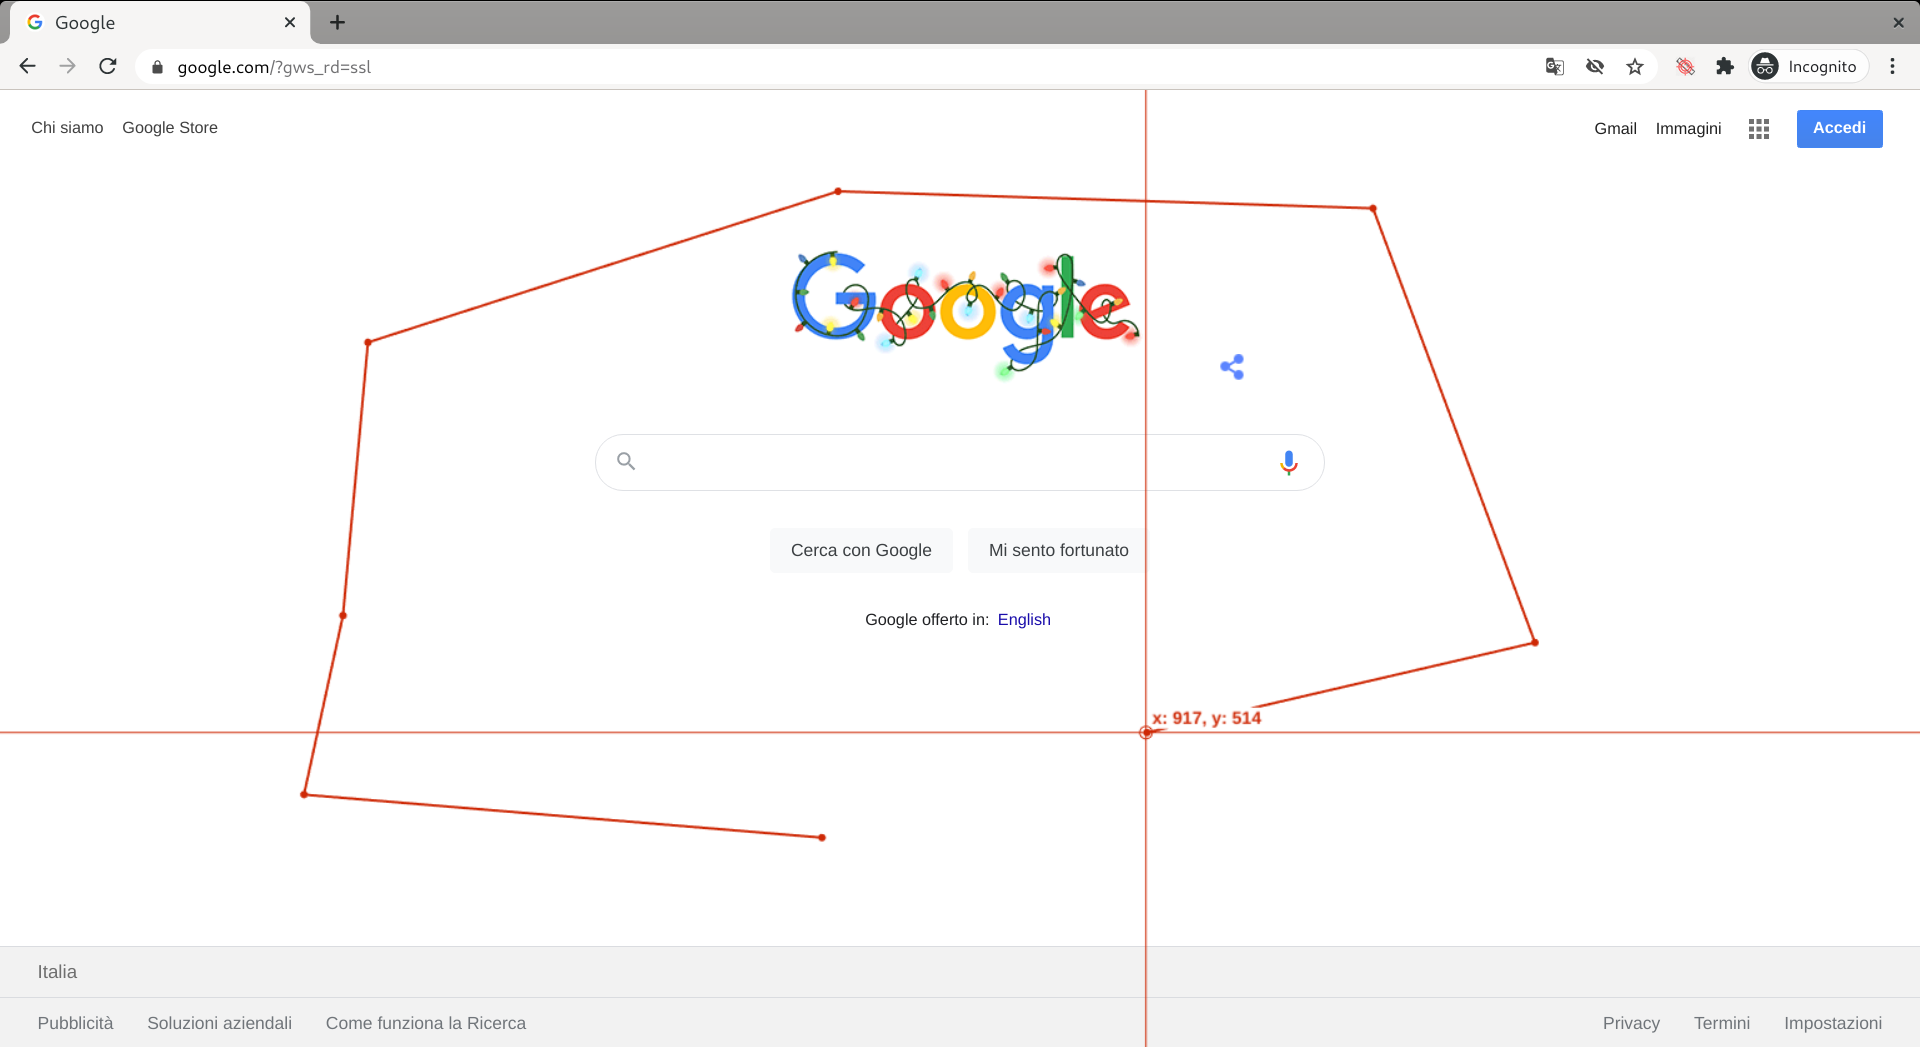 Google
google.com/?gws_rd=ssl
Incognito
Chi siamo Google Store
Gmail Immagini Accedi
Google
Cerca con Google Mi sento fortunato
Google offerto in: English
x: 917, y: 514
Italia
Pubblicità Soluzioni aziendali Come funziona la Ricerca
Privacy Termini Impostazioni